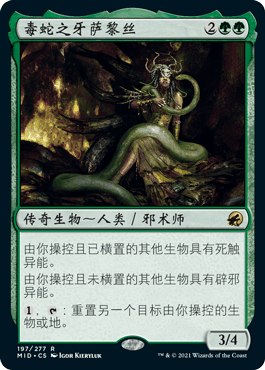 毒蛇之牙萨黎丝 2
传奇生物～人类／邪术师
由你操控且已横置的其他生物具有死触
异能。
由你操控且未横置的其他生物具有辟邪
异能。
1，：重置另一个目标由你操控的生
物或地。
3/4
197/277 R
MID • CS IGOR KIERYLUK
™ & © 2021 Wizards of the Coast